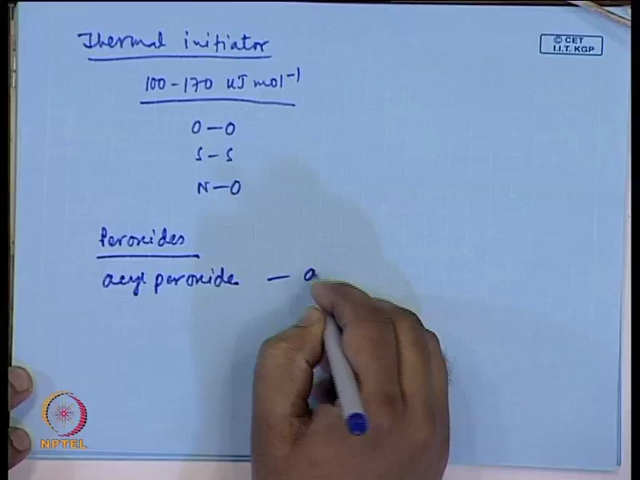 Thermal initiator
© CET
I.I.T. KGP
100-170 kJ mol⁻¹
O-O
S-S
N-O
Peroxides
acyl peroxide - a
NPTEL